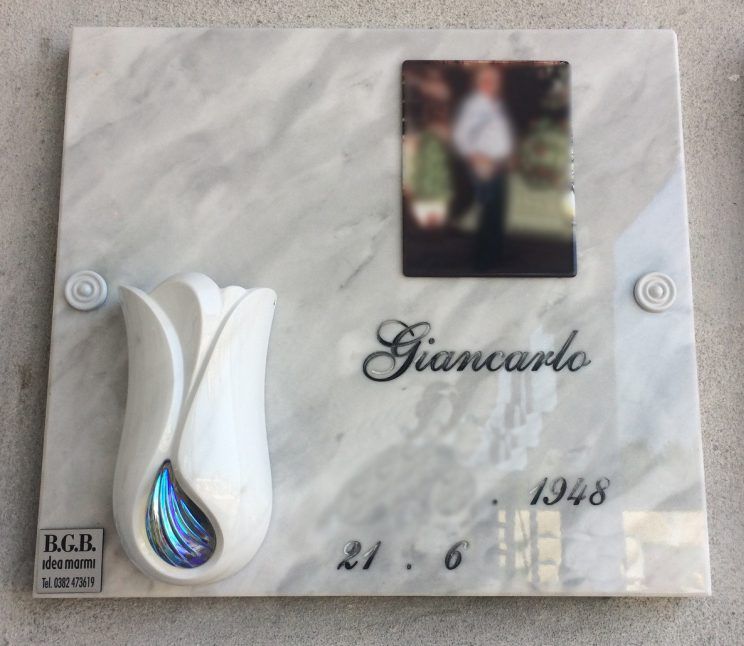 Giancarlo
. 1948
21 . 6
B.G.B.
idea marmi
Tel. 0382 473619